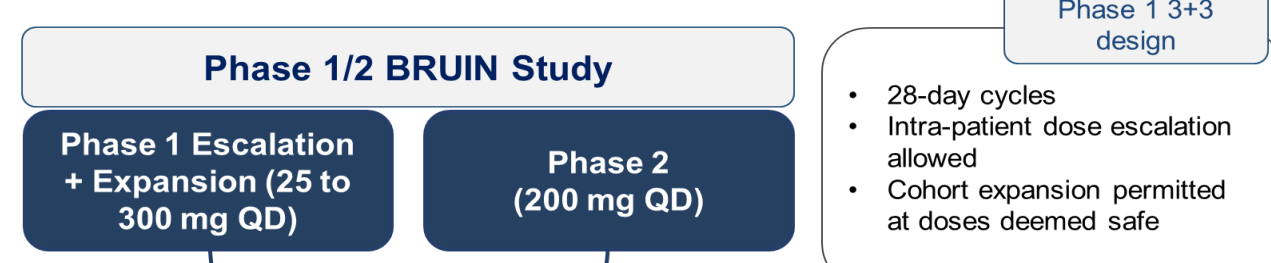 Phase 1/2 BRUIN Study
Phase 1 Escalation
+ Expansion (25 to
300 mg QD)
Phase 2
(200 mg QD)
Phase 1 3+3
design
• 28-day cycles
• Intra-patient dose escalation
allowed
• Cohort expansion permitted
at doses deemed safe